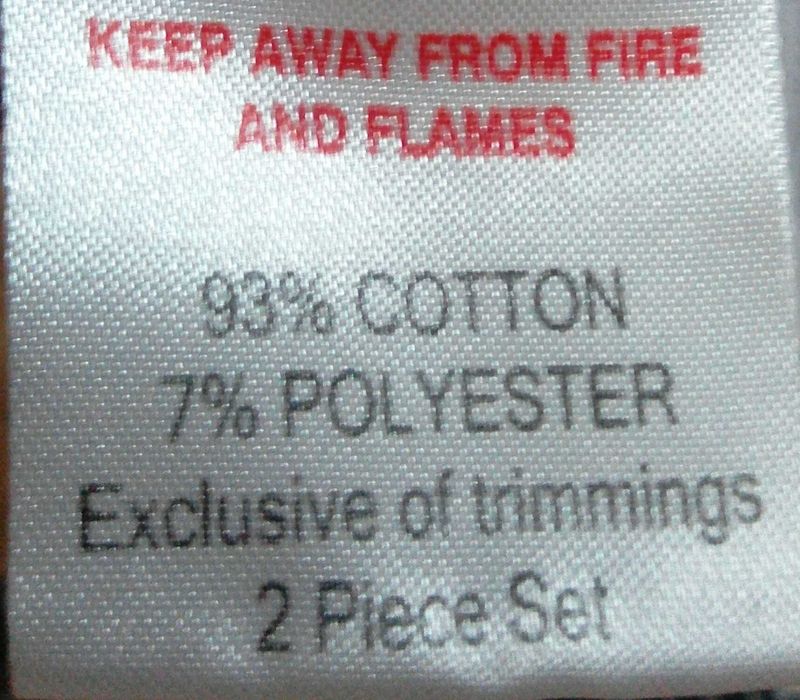 KEEP AWAY FROM FIRE
AND FLAMES
93% COTTON
7% POLYESTER
Exclusive of trimmings
2 Piece Set